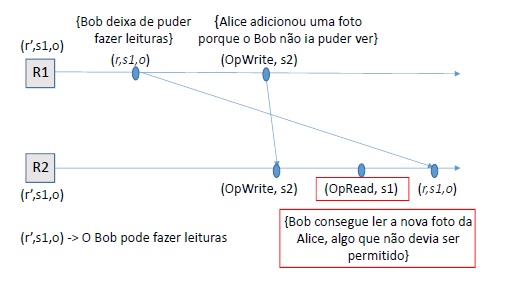 {Bob deixa de puder
fazer leituras}
{Alice adicionou uma foto
porque o Bob não ia puder ver}
(r’,s1,o)
(r,s1,o)
(OpWrite, s2)
R1
R2
(r’,s1,o)
(OpWrite, s2)
(OpRead, s1)
(r,s1,o)
{Bob consegue ler a nova foto da
Alice, algo que não devia ser
permitido}
(r’,s1,o) -> O Bob pode fazer leituras